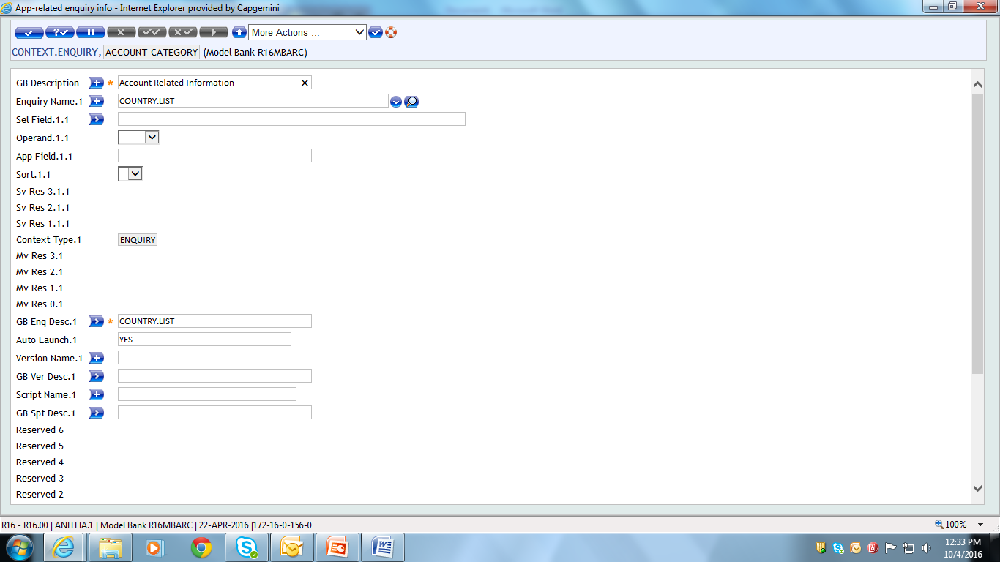 App-related enquiry info - Internet Explorer provided by Capgemini
More Actions ...
CONTEXT.ENQUIRY, ACCOUNT-CATEGORY (Model Bank R16MBARC)
GB Description * Account Related Information
Enquiry Name.1 COUNTRY.LIST
Sel Field.1.1
Operand.1.1
App Field.1.1
Sort.1.1
Sv Res 3.1.1
Sv Res 2.1.1
Sv Res 1.1.1
Context Type.1 ENQUIRY
Mv Res 3.1
Mv Res 2.1
Mv Res 1.1
Mv Res 0.1
GB Enq Desc.1 * COUNTRY.LIST
Auto Launch.1 YES
Version Name.1
GB Ver Desc.1
Script Name.1
GB Spt Desc.1
Reserved 6
Reserved 5
Reserved 4
Reserved 3
Reserved 2
R16 - R16.00 | ANITHA.1 | Model Bank R16MBARC | 22-APR-2016 |172-16-0-156-0
100%
12:33 PM
10/4/2016